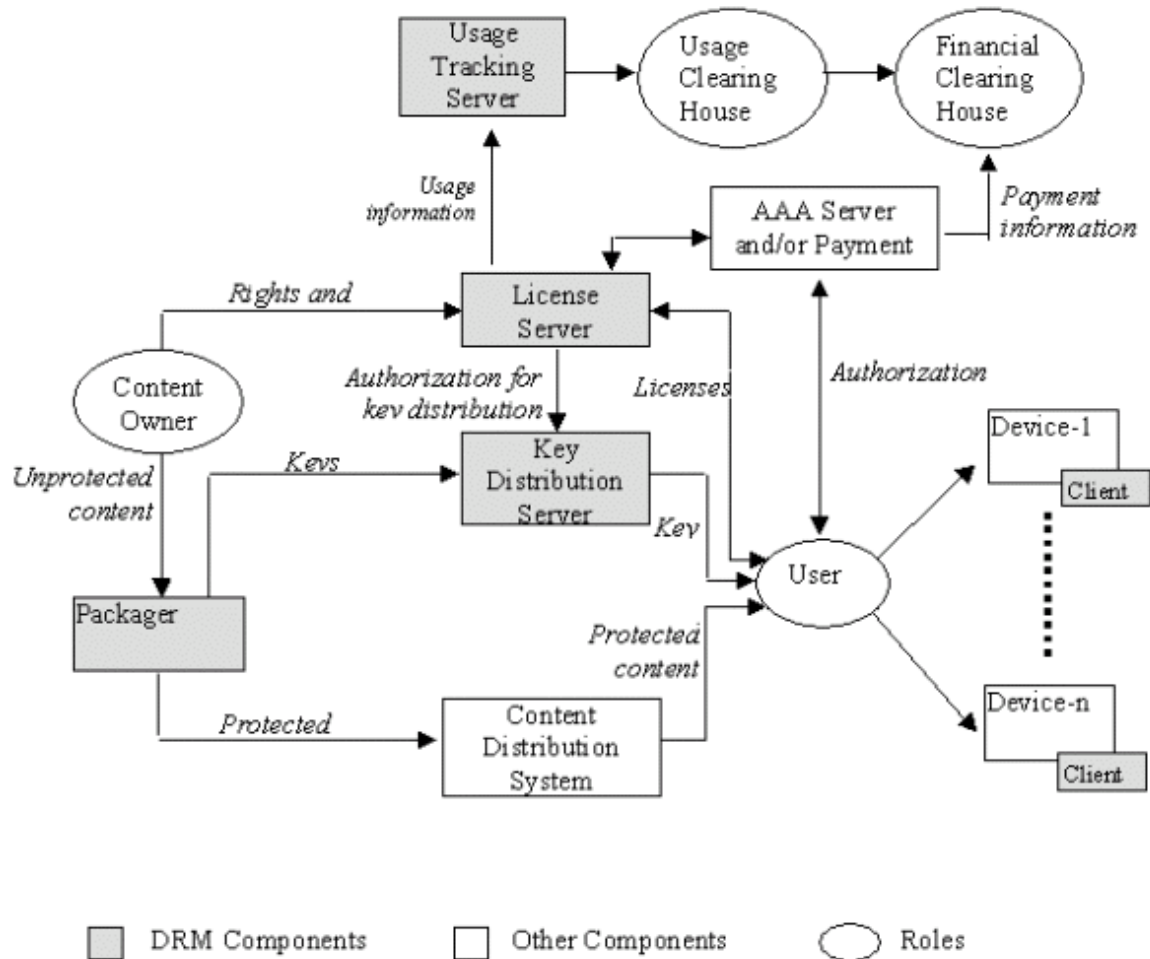 Usage
Tracking
Server
Usage
Clearing
House
Financial
Clearing
House
Usage
information
AAA Server
and/or Payment
Payment
information
Rights and
License
Server
Content
Owner
Authorization for
kev distribution
Licenses
Authorization
Device-1
Client
Unprotected
content
Kevs
Key
Distribution
Server
Kev
User
Packager
Protected
content
Protected
Content
Distribution
System
Device-n
Client
DRM Components
Other Components
Roles